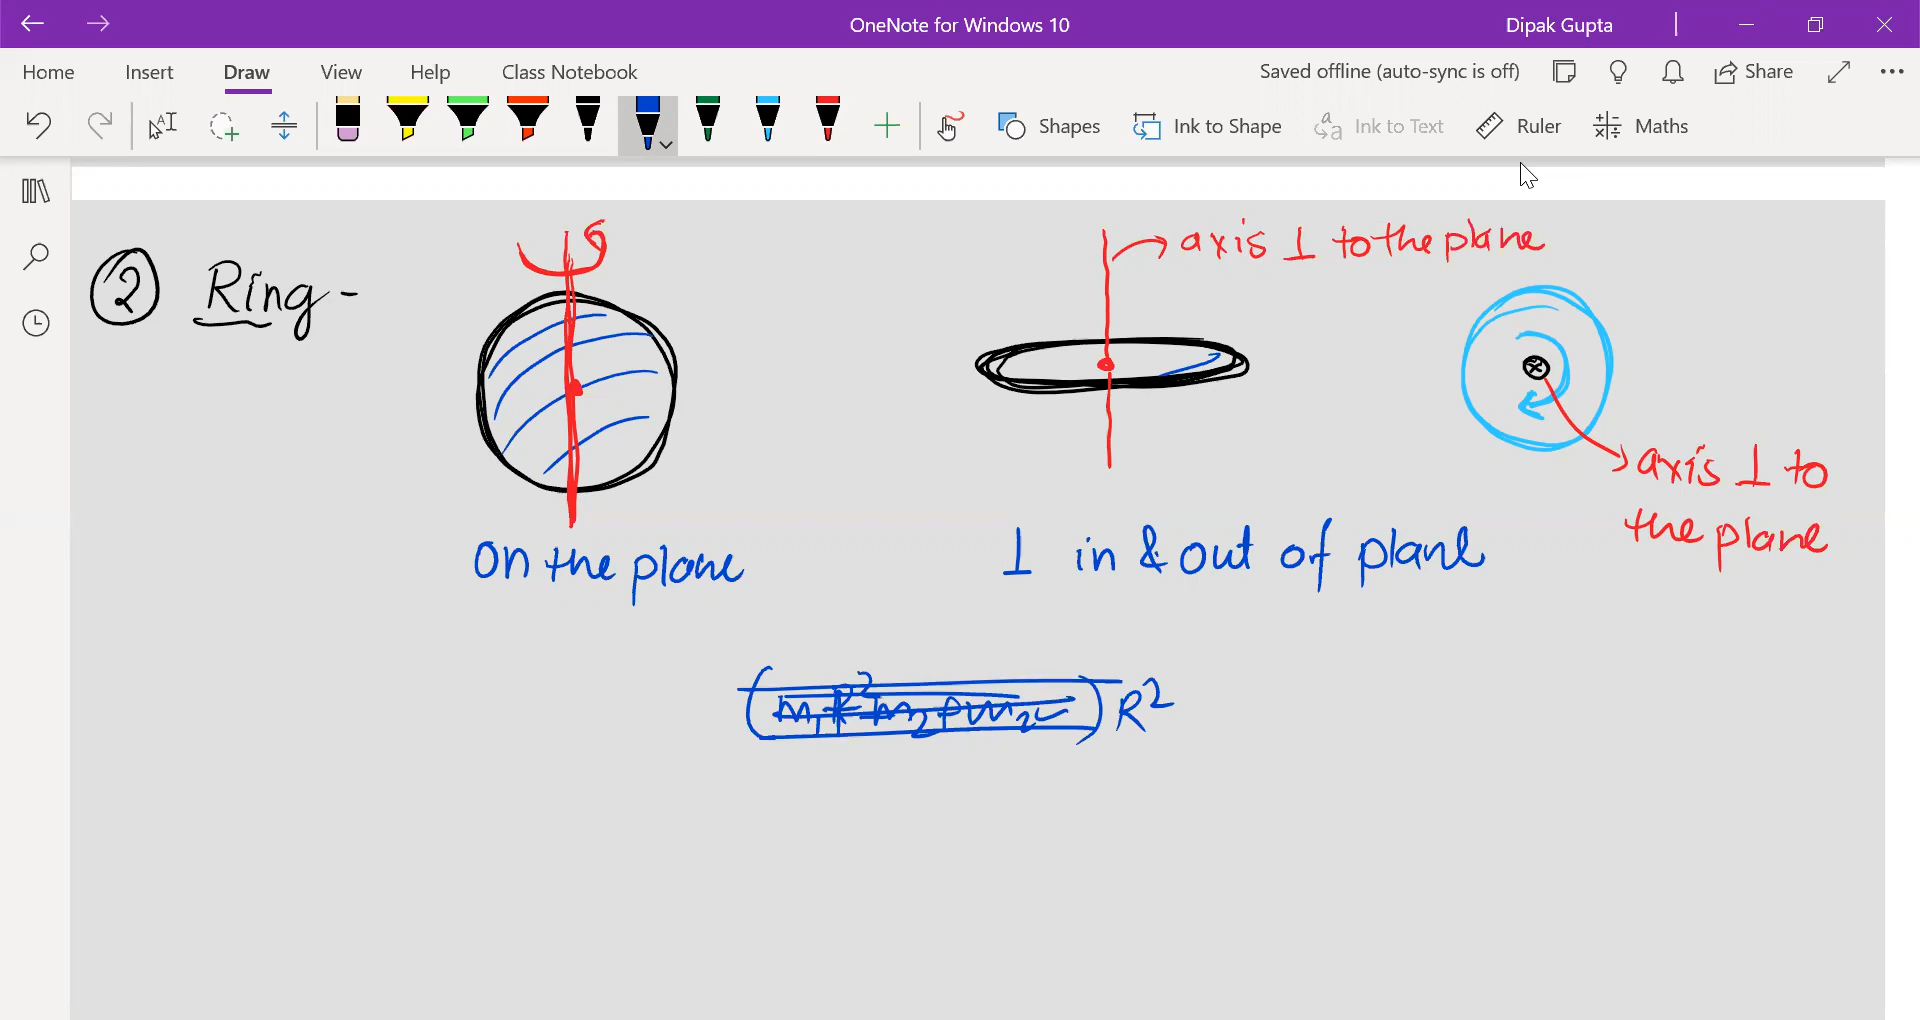 OneNote for Windows 10
Dipak Gupta
Home Insert Draw View Help Class Notebook
Saved offline (auto-sync is off)
Share
Shapes
Ink to Shape
Ink to Text
Ruler
Maths
② Ring -
axis ⊥ to the plane
axis ⊥ to
the plane
on the plane
⊥ in & out of plane
R²